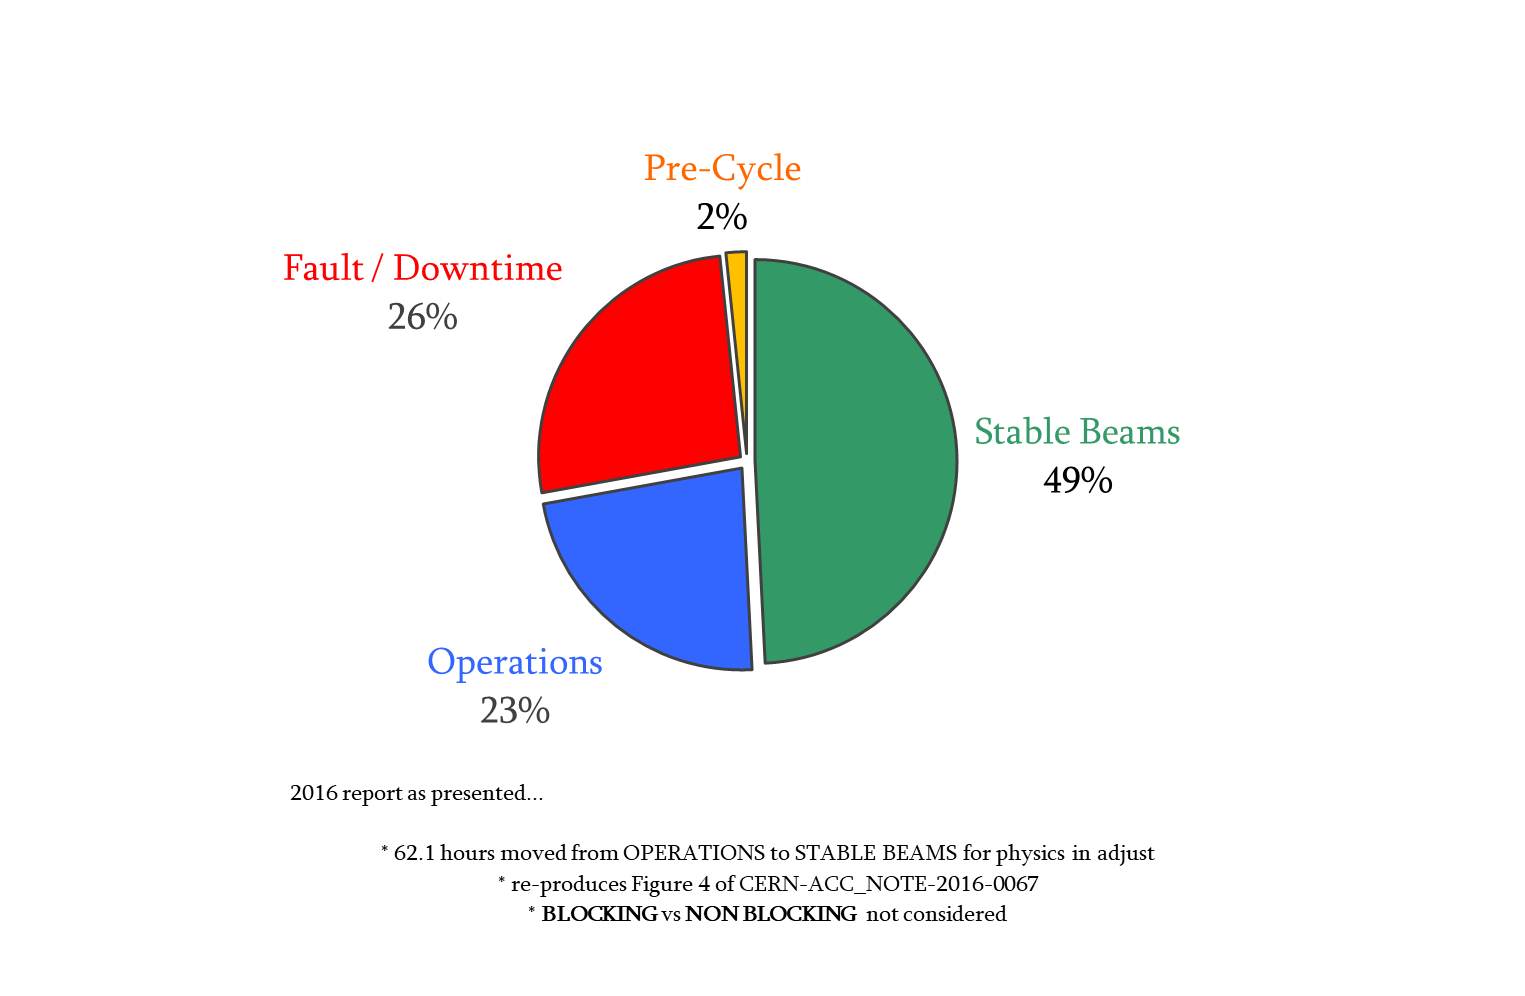 Pre-Cycle
2%
Fault / Downtime
26%
Stable Beams
49%
Operations
23%
2016 report as presented...
* 62.1 hours moved from OPERATIONS to STABLE BEAMS for physics in adjust
* re-produces Figure 4 of CERN-ACC_NOTE-2016-0067
* BLOCKING vs NON BLOCKING not considered